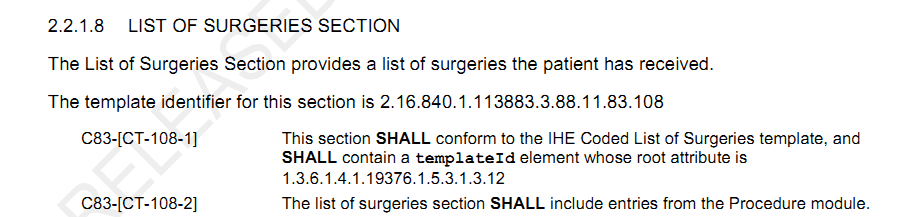 2.2.1.8 LIST OF SURGERIES SECTION
The List of Surgeries Section provides a list of surgeries the patient has received.
The template identifier for this section is 2.16.840.1.113883.3.88.11.83.108
C83-[CT-108-1] This section SHALL conform to the IHE Coded List of Surgeries template, and
SHALL contain a templateId element whose root attribute is
1.3.6.1.4.1.19376.1.5.3.1.3.12
C83-[CT-108-2] The list of surgeries section SHALL include entries from the Procedure module.
RELEASED